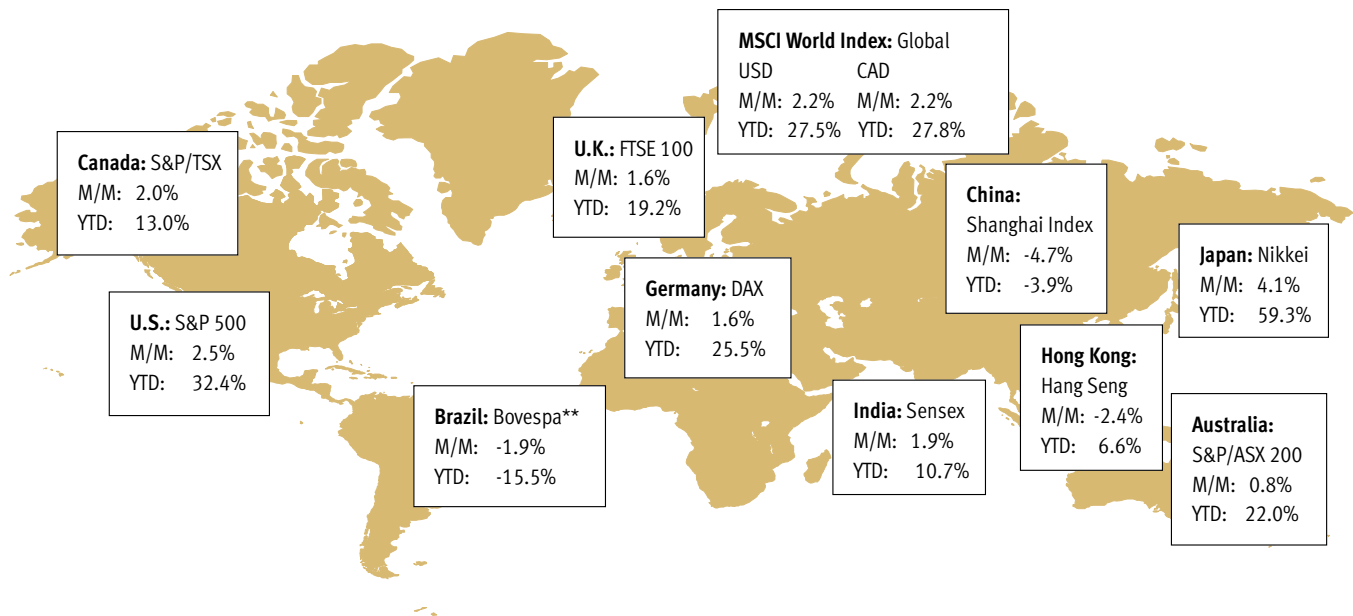 MSCI World Index: Global
USD CAD
M/M: 2.2% M/M: 2.2%
YTD: 27.5% YTD: 27.8%
Canada: S&P/TSX
M/M: 2.0%
YTD: 13.0%
U.K.: FTSE 100
M/M: 1.6%
YTD: 19.2%
China:
Shanghai Index
M/M: -4.7%
YTD: -3.9%
Japan: Nikkei
M/M: 4.1%
YTD: 59.3%
Germany: DAX
M/M: 1.6%
YTD: 25.5%
U.S.: S&P 500
M/M: 2.5%
YTD: 32.4%
Hong Kong:
Hang Seng
M/M: -2.4%
YTD: 6.6%
Brazil: Bovespa**
M/M: -1.9%
YTD: -15.5%
India: Sensex
M/M: 1.9%
YTD: 10.7%
Australia:
S&P/ASX 200
M/M: 0.8%
YTD: 22.0%